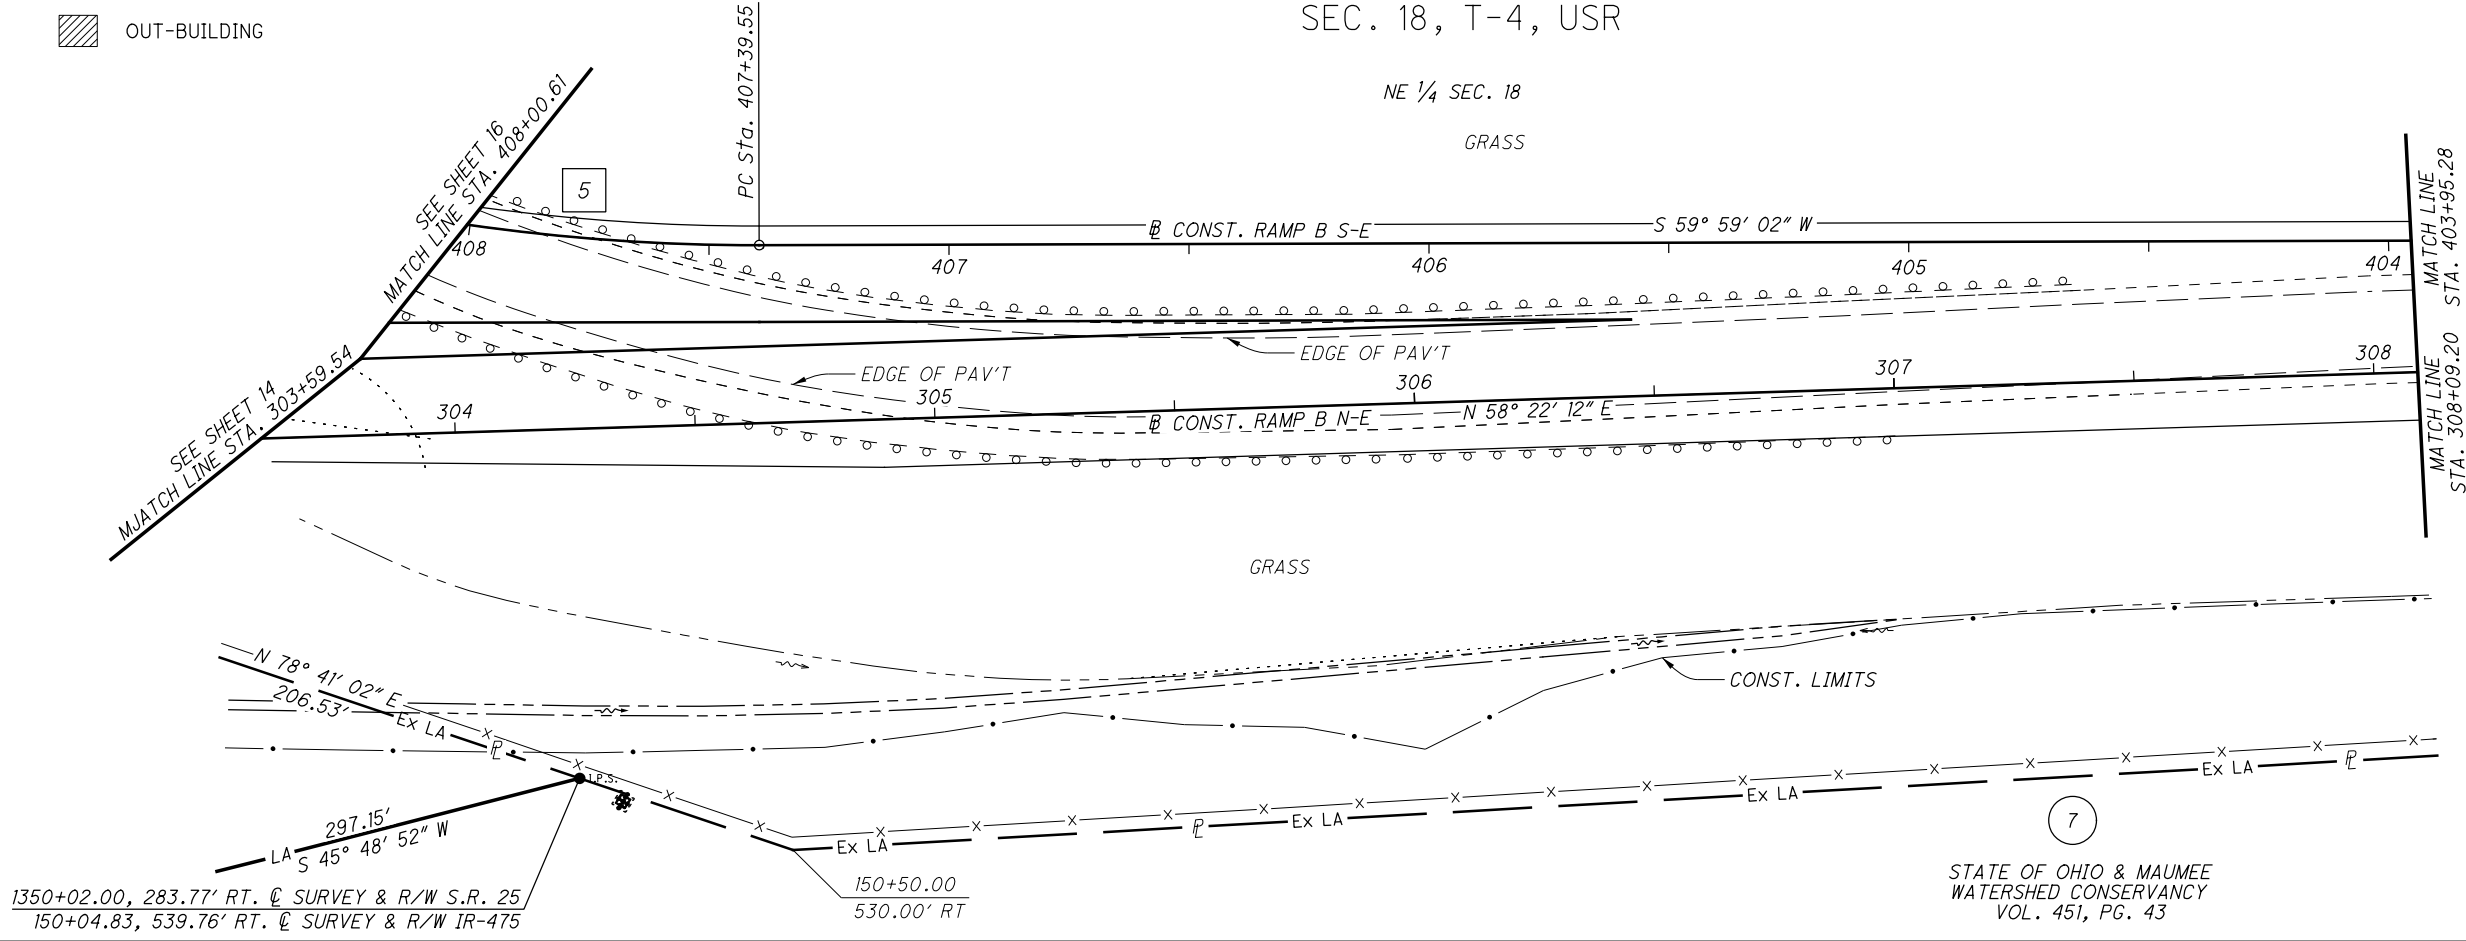 OUT-BUILDING
SEC. 18, T-4, USR
NE 1/4 SEC. 18
GRASS
PC Sta. 407+39.55
SEE SHEET 16
MATCH LINE STA. 408+00.61
5
408
407
406
405
404
℄ CONST. RAMP B S-E
S 59° 59' 02" W
MATCH LINE
STA. 403+95.28
EDGE OF PAV'T
EDGE OF PAV'T
SEE SHEET 14
MJATCH LINE STA. 303+59.54
304
305
306
307
308
℄ CONST. RAMP B N-E
N 58° 22' 12" E
MATCH LINE
STA. 308+09.20
GRASS
N 78° 41' 02" E
206.53'
Ex LA
PL
I.P.S.
CONST. LIMITS
297.15'
LA
S 45° 48' 52" W
Ex LA
PL
Ex LA
Ex LA
Ex LA
PL
7
STATE OF OHIO & MAUMEE
WATERSHED CONSERVANCY
VOL. 451, PG. 43
150+50.00
530.00' RT
1350+02.00, 283.77' RT. ℄ SURVEY & R/W S.R. 25
150+04.83, 539.76' RT. ℄ SURVEY & R/W IR-475